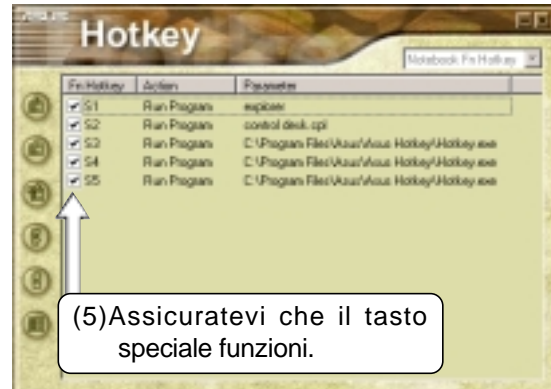 ASUS
Hotkey
Notebook Fn Hotkey
Fn Hotkey Action Parameter
S1 Run Program explorer
S2 Run Program control desk.cpl
S3 Run Program C:\Program Files\Asus\Asus Hotkey\Hotkey.exe
S4 Run Program C:\Program Files\Asus\Asus Hotkey\Hotkey.exe
S5 Run Program C:\Program Files\Asus\Asus Hotkey\Hotkey.exe
(5)Assicuratevi che il tasto
speciale funzioni.